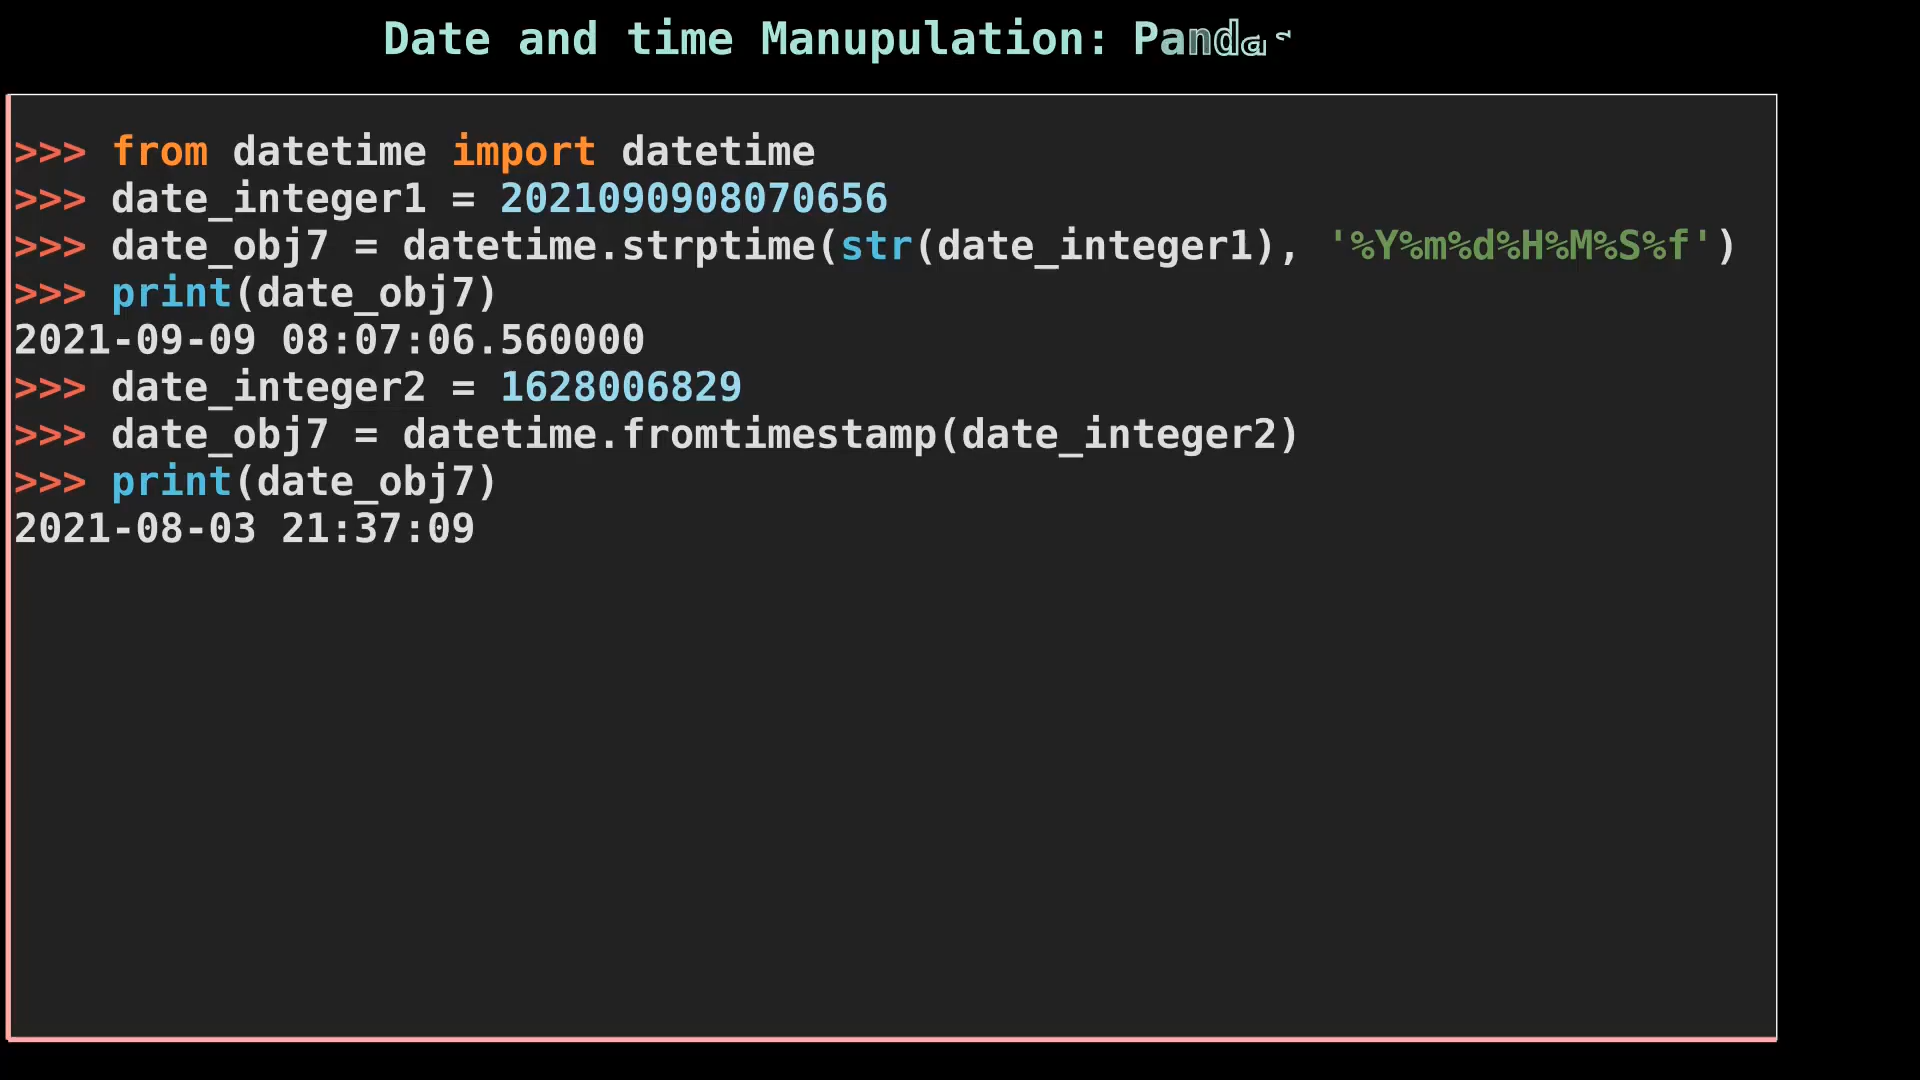 Date and time Manupulation: Panda
>>> from datetime import datetime
>>> date_integer1 = 2021090908070656
>>> date_obj7 = datetime.strptime(str(date_integer1), '%Y%m%d%H%M%S%f')
>>> print(date_obj7)
2021-09-09 08:07:06.560000
>>> date_integer2 = 1628006829
>>> date_obj7 = datetime.fromtimestamp(date_integer2)
>>> print(date_obj7)
2021-08-03 21:37:09